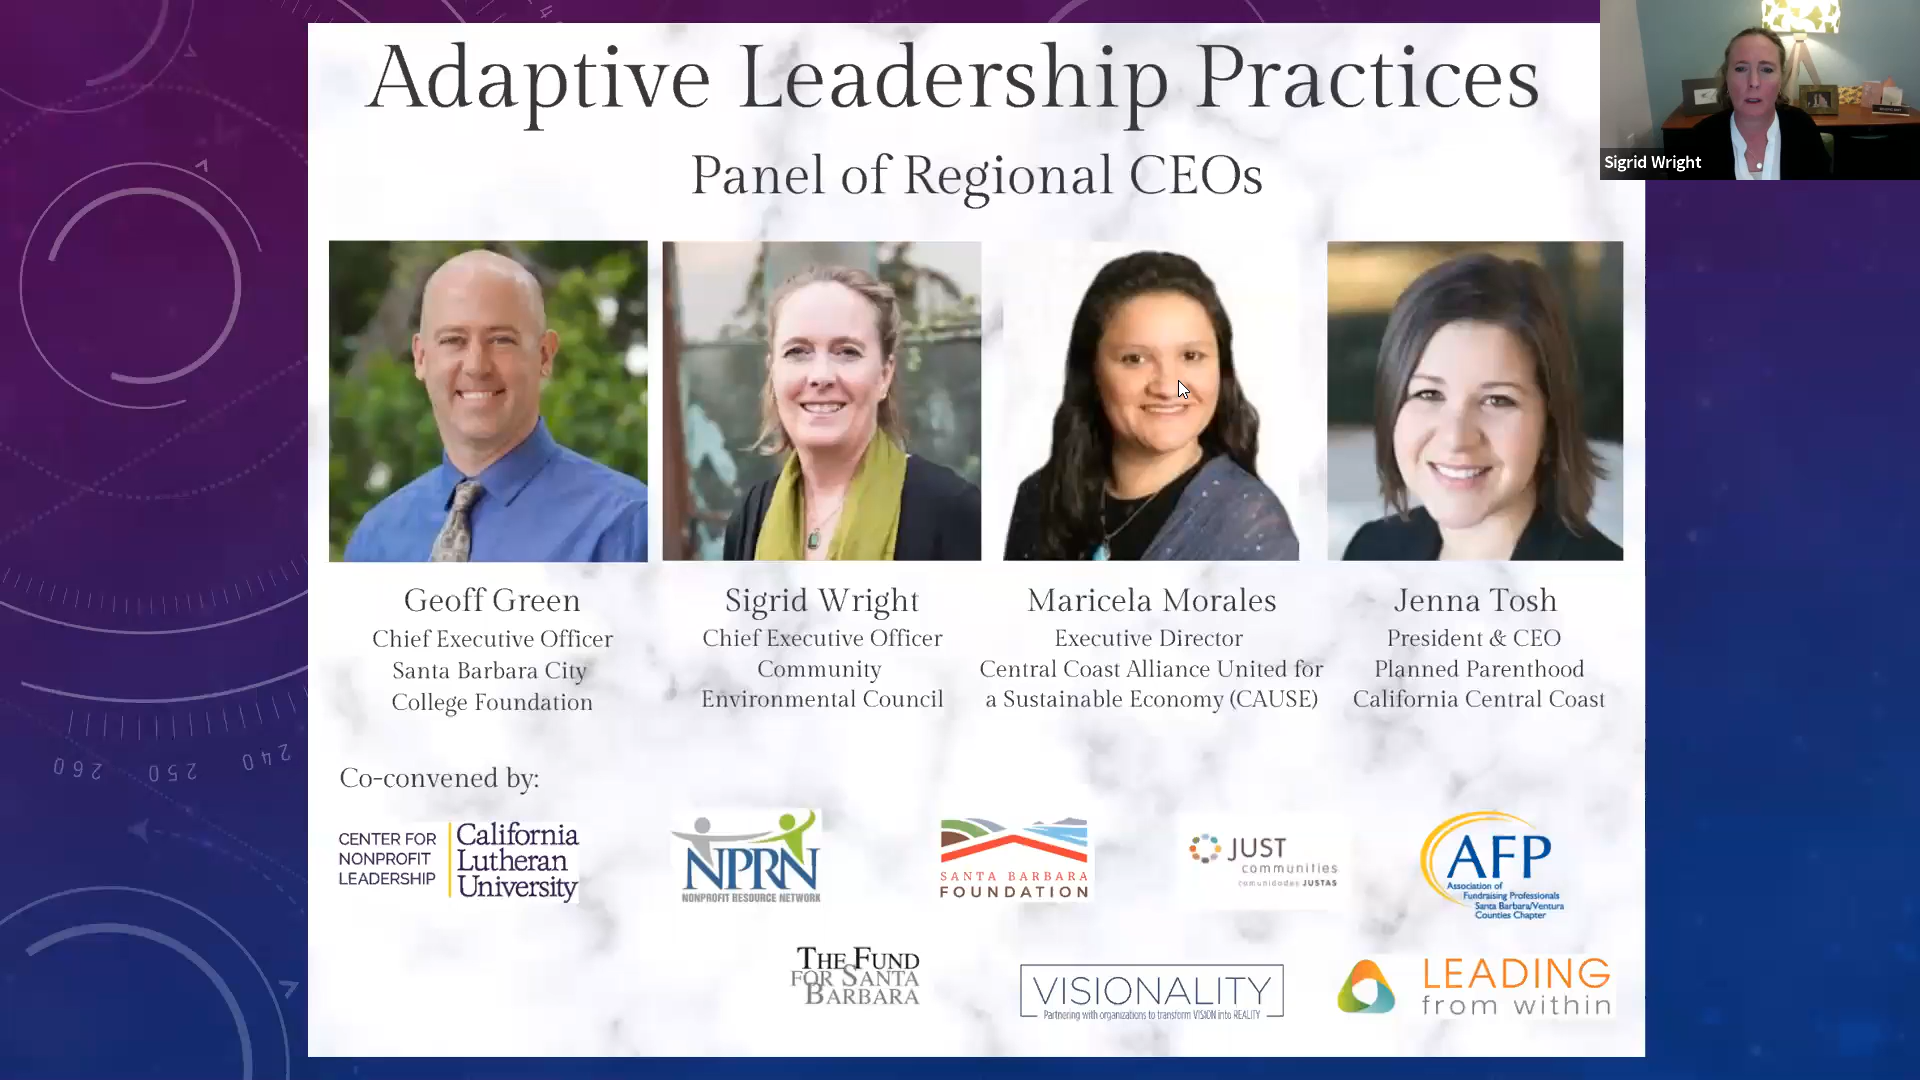 Adaptive Leadership Practices
Panel of Regional CEOs
Sigrid Wright
Geoff Green
Chief Executive Officer
Santa Barbara City
College Foundation
Sigrid Wright
Chief Executive Officer
Community
Environmental Council
Maricela Morales
Executive Director
Central Coast Alliance United for
a Sustainable Economy (CAUSE)
Jenna Tosh
President & CEO
Planned Parenthood
California Central Coast
260
250
240
Co-convened by:
CENTER FOR
NONPROFIT
LEADERSHIP
California
Lutheran
University
NPRN
NONPROFIT RESOURCE NETWORK
SANTA BARBARA
FOUNDATION
JUST
communities
comunidades JUSTAS
AFP
Association of
Fundraising Professionals
Santa Barbara/Ventura
Counties Chapter
THE FUND
FOR SANTA
BARBARA
VISIONALITY
Partnering with organizations to transform VISION into REALITY
LEADING
from within